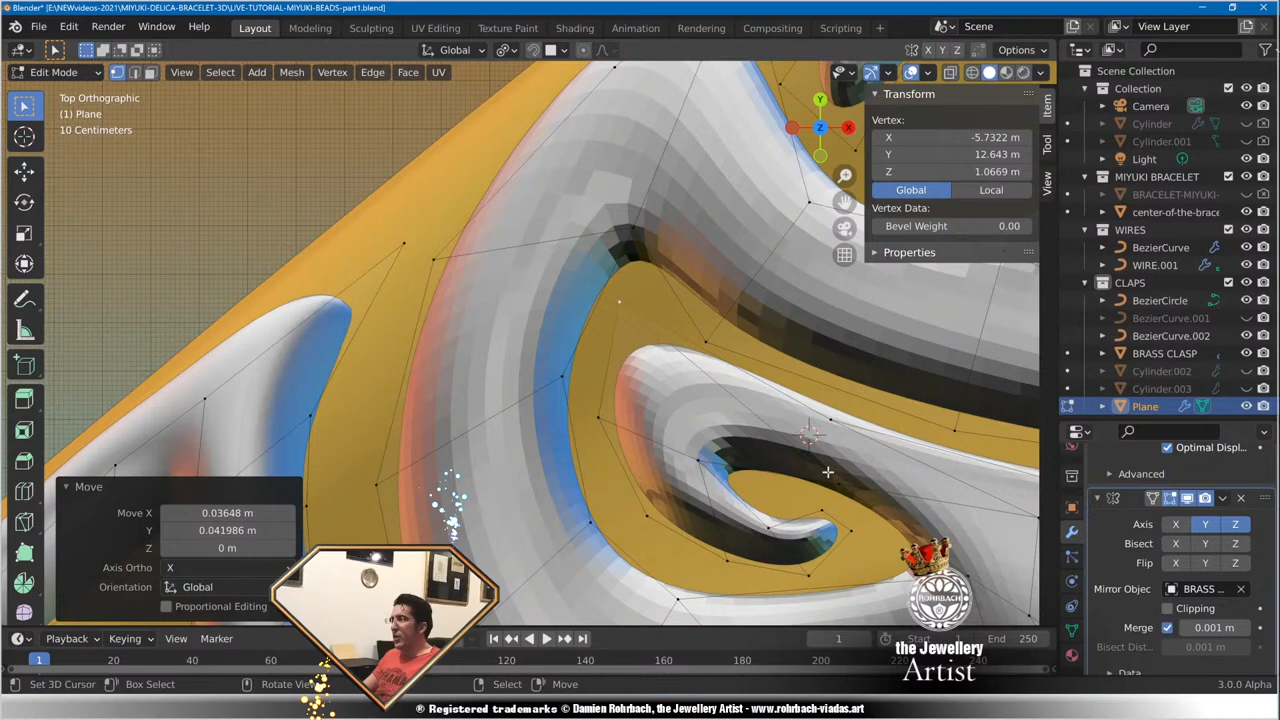 Blender* [E:\NEWvideos-2021\MIYUKI-DELICA-BRACELET-3D\LIVE-TUTORIAL-MIYUKI-BEADS-part1.blend]
File Edit Render Window Help Layout Modeling Sculpting UV Editing Texture Paint Shading Animation Rendering Compositing Scripting + Scene View Layer
Global X Y Z Options
Edit Mode View Select Add Mesh Vertex Edge Face UV
Top Orthographic
(1) Plane
10 Centimeters
Y
Z X
Transform
Vertex:
X -5.7322 m
Y 12.643 m
Z 1.0669 m
Global Local
Vertex Data:
Bevel Weight 0.00
Properties
Item
Tool
View
Scene Collection
Collection
Camera
Cylinder
Cylinder.001
Light
MIYUKI BRACELET
BRACELET-MIYUKI-
center-of-the-brace
WIRES
BezierCurve
WIRE.001
CLAPS
BezierCircle
BezierCurve.001
BezierCurve.002
BRASS CLASP
Cylinder.002
Cylinder.003
Plane
Optimal Display
Advanced
Axis X Y Z
Bisect X Y Z
Flip X Y Z
Mirror Objec BRASS ...
Clipping
Merge 0.001 m
Bisect Dist 0.001 m
Data
Move
Move X 0.03648 m
Y 0.041986 m
Z 0 m
Axis Ortho X
Orientation Global
Proportional Editing
ROHRBACH
the Jewellery
Artist
Playback Keying View Marker 1 Start End 250
1 20 40 60 120 140 160 180 200 220 240
Set 3D Cursor Box Select Rotate View Select Move 3.0.0 Alpha
® Registered trademarks © Damien Rohrbach, the Jewellery Artist - www.rohrbach-viadas.art